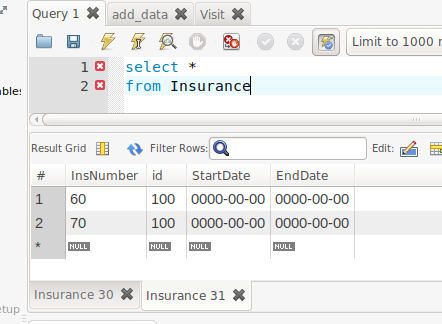 Query 1 add_data Visit
Limit to 1000 r
1 select *
2 from Insurance
ables
Result Grid Filter Rows: Edit:
# InsNumber id StartDate EndDate
1 60 100 0000-00-00 0000-00-00
2 70 100 0000-00-00 0000-00-00
* NULL NULL NULL NULL
Insurance 30 Insurance 31
etup